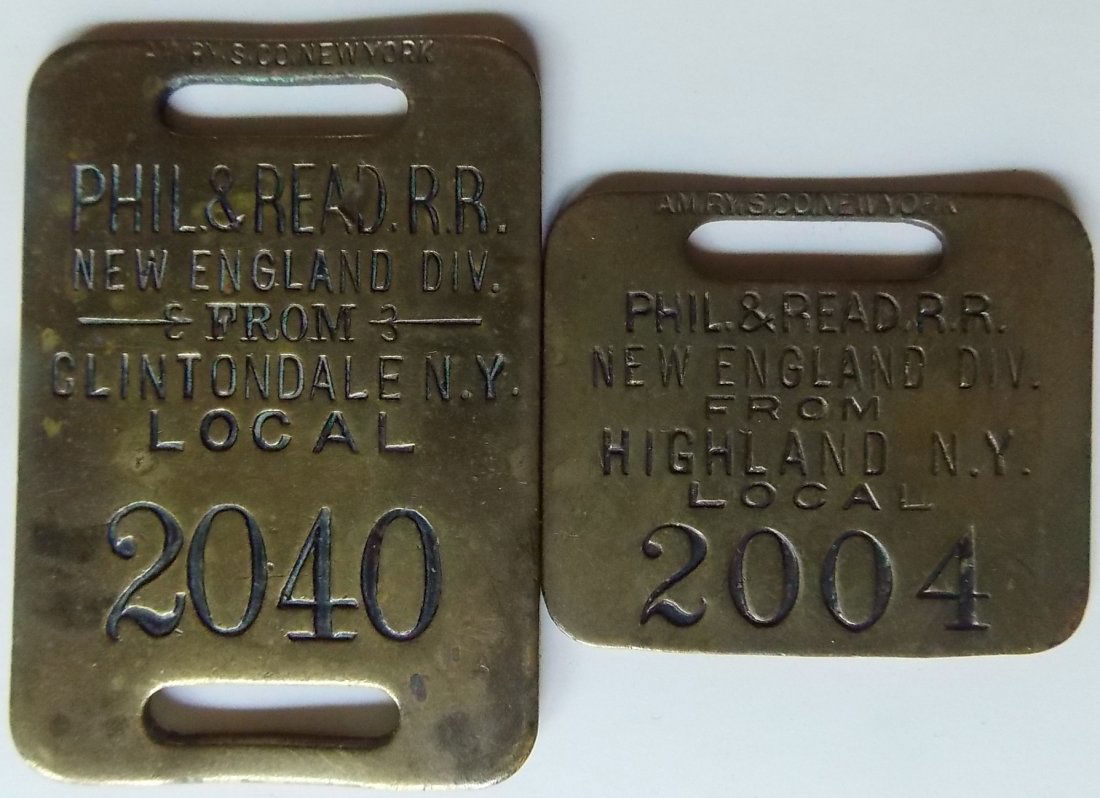 AM.RY.S.CO.NEW YORK
PHIL.& READ.R.R.
NEW ENGLAND DIV.
FROM
CLINTONDALE N.Y.
LOCAL
2040
AM.RY.S.CO.NEW YORK
PHIL.& READ.R.R.
NEW ENGLAND DIV.
FROM
HIGHLAND N.Y.
LOCAL
2004